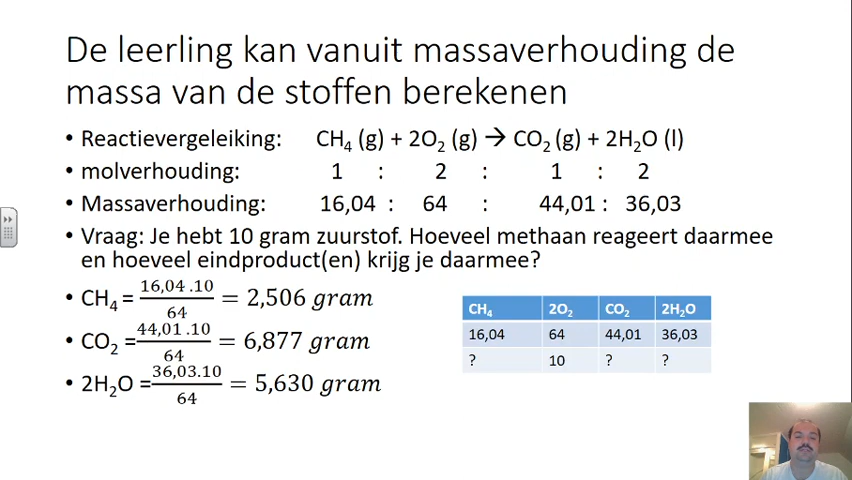 De leerling kan vanuit massaverhouding de
massa van de stoffen berekenen
• Reactievergeleiking: CH₄ (g) + 2O₂ (g) → CO₂ (g) + 2H₂O (l)
• molverhouding: 1 : 2 : 1 : 2
• Massaverhouding: 16,04 : 64 : 44,01 : 36,03
• Vraag: Je hebt 10 gram zuurstof. Hoeveel methaan reageert daarmee
en hoeveel eindproduct(en) krijg je daarmee?
• CH₄ = 16,04 .10 / 64 = 2,506 gram
• CO₂ = 44,01 .10 / 64 = 6,877 gram
• 2H₂O = 36,03.10 / 64 = 5,630 gram
CH₄ 2O₂ CO₂ 2H₂O
16,04 64 44,01 36,03
? 10 ? ?